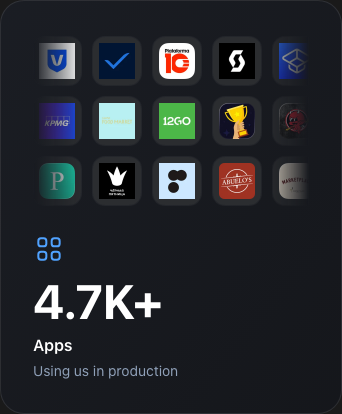 V
Plataforma
10
S
KPMG
12GO
P
ABUELO'S
4.7K+
Apps
Using us in production